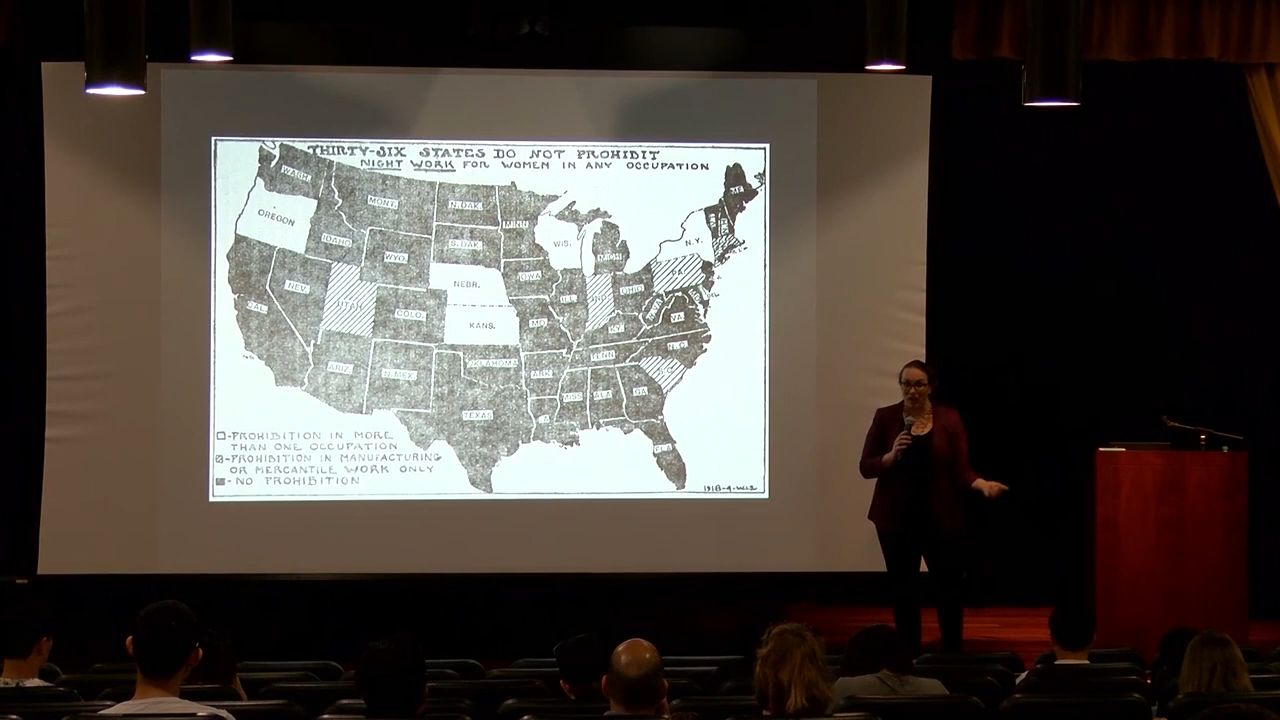 THIRTY-SIX STATES DO NOT PROHIBIT
NIGHT WORK FOR WOMEN IN ANY OCCUPATION
WASH.
MONT.
N. DAK.
MINN
ME
OREGON
IDAHO
WYO.
S. DAK
WIS.
MICH
N.Y.
NEV.
UTAH
COLO.
NEBR.
IOWA
ILL
IND
OHIO
PA
CAL.
KANS.
MO.
KY.
VA.
ARIZ.
N. MEX.
OKLAHOMA
ARK
TENN
N.C.
S.C.
TEXAS
LA
MISS
ALA
GA
FLA
-PROHIBITION IN MORE
THAN ONE OCCUPATION
-PROHIBITION IN MANUFACTURING
OR MERCANTILE WORK ONLY
-NO PROHIBITION